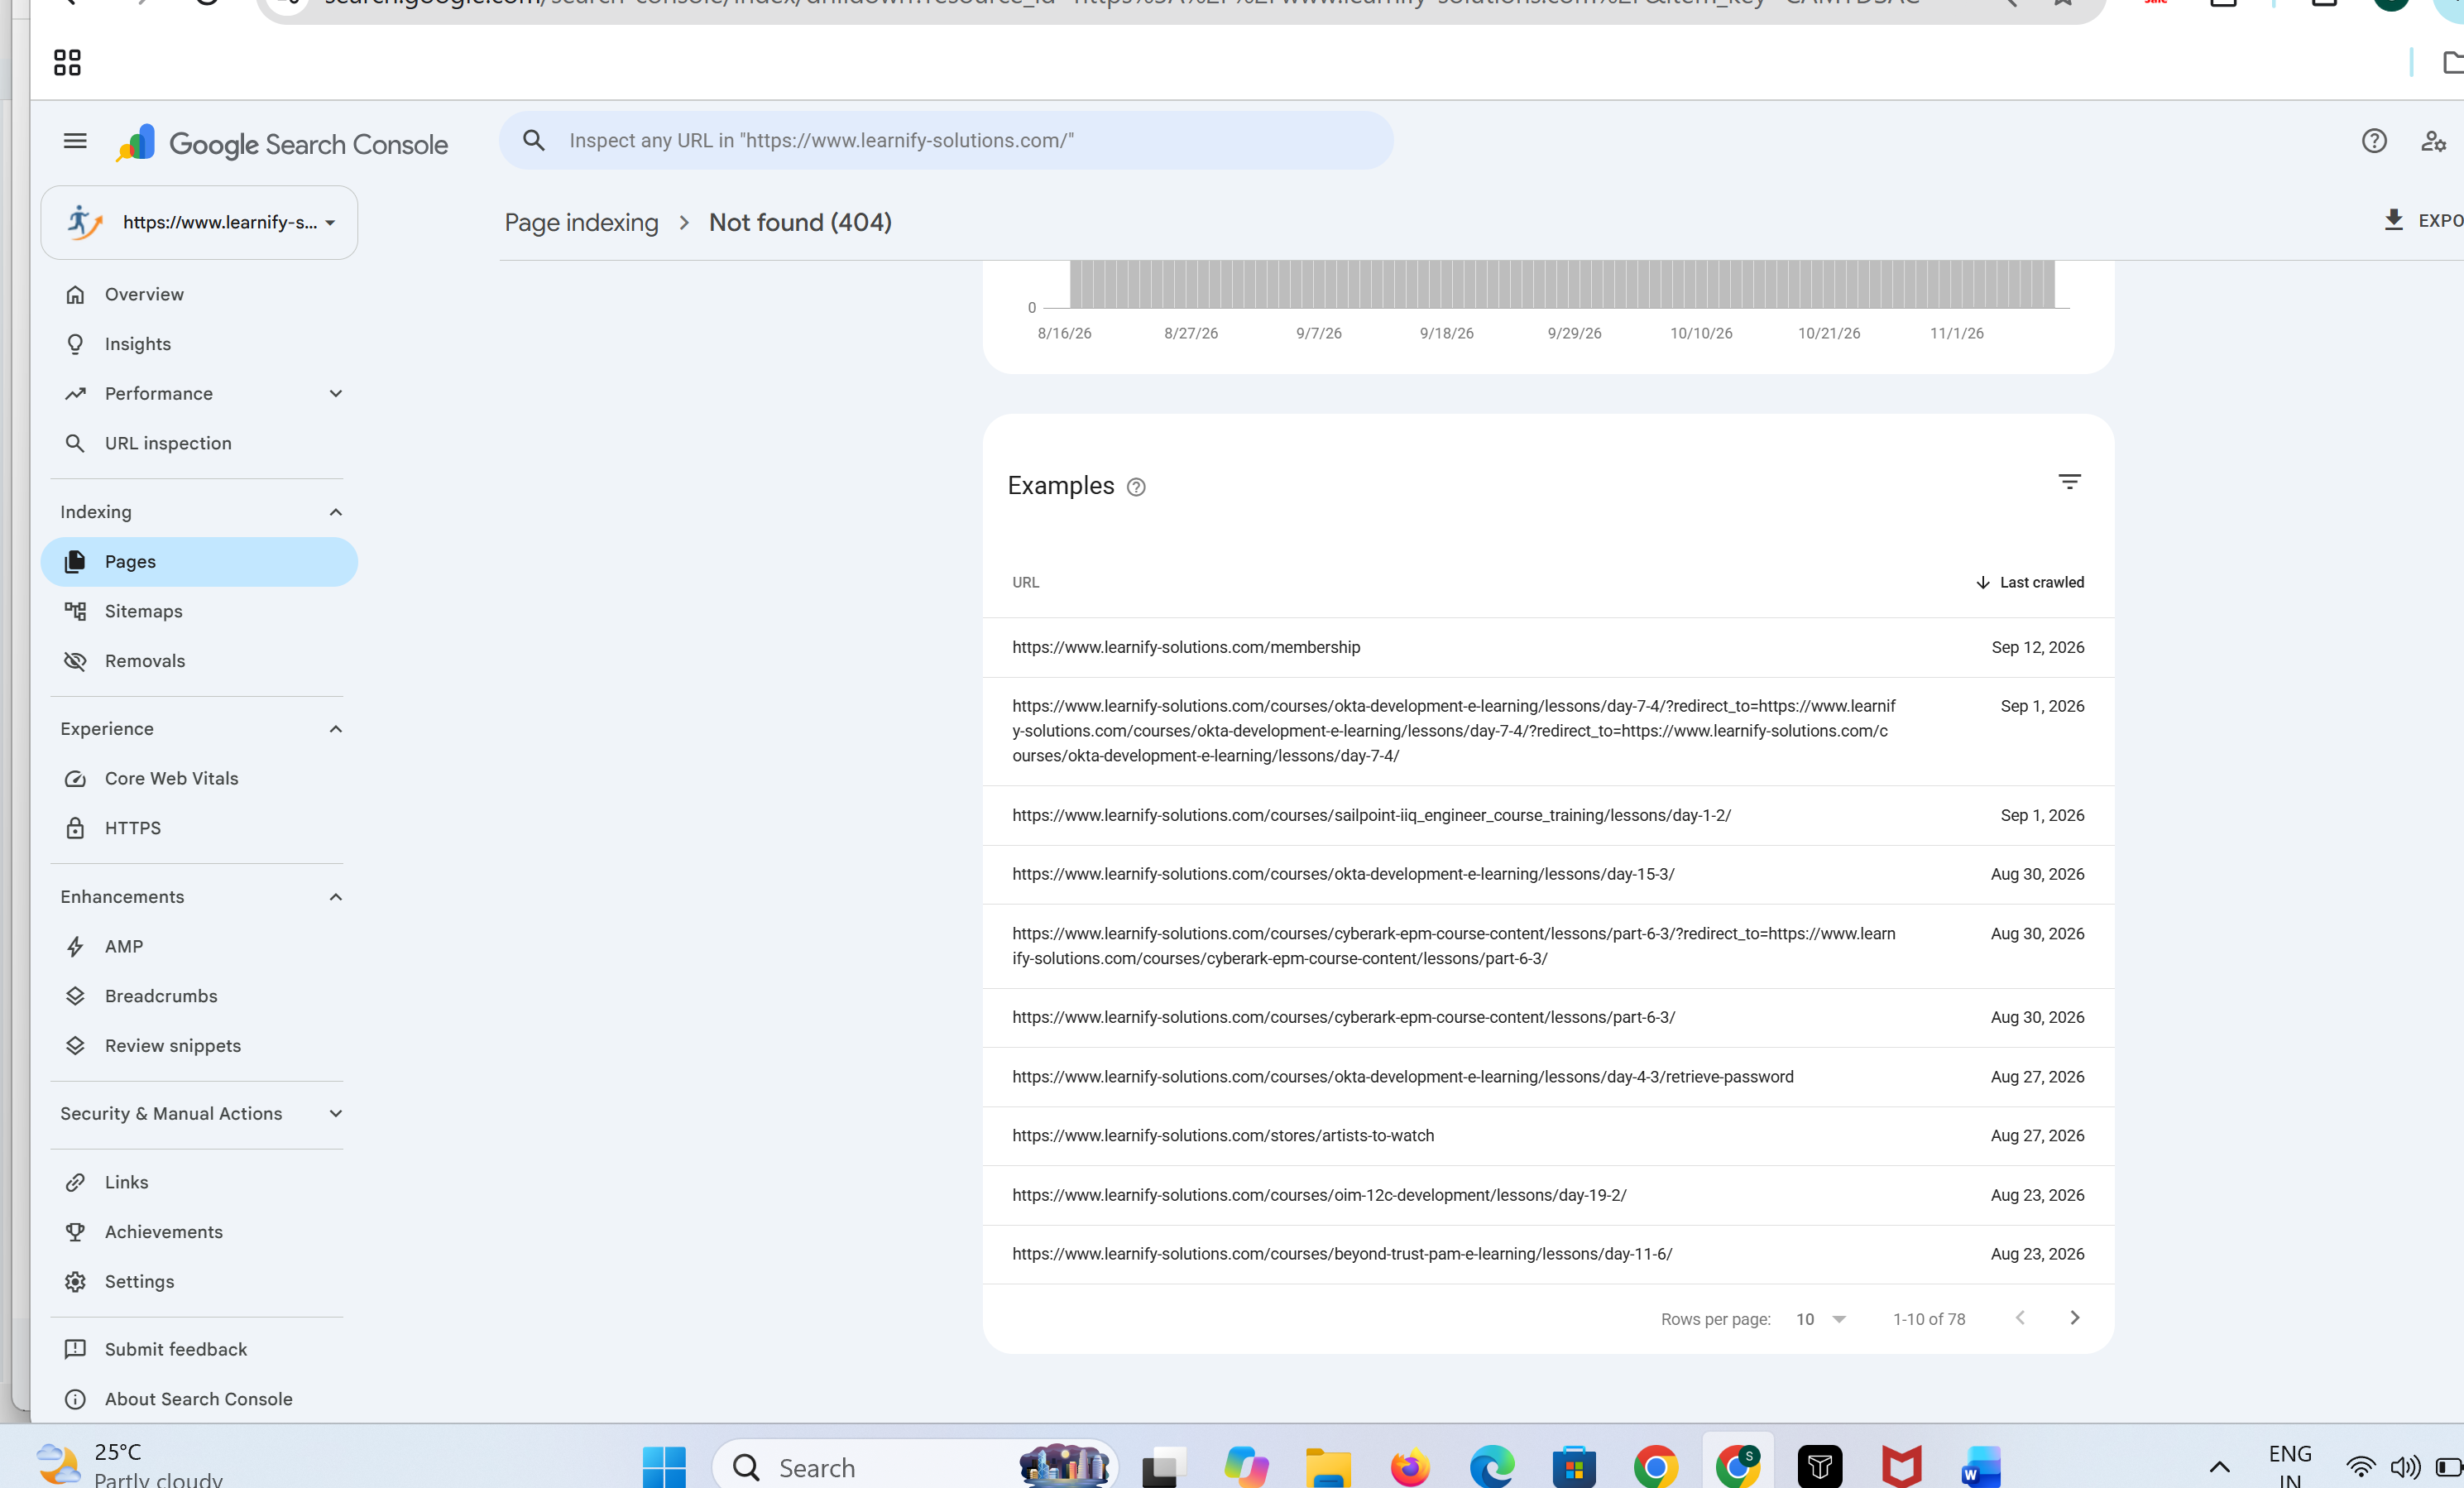 Google Search Console
Inspect any URL in "https://www.learnify-solutions.com/"
https://www.learnify-s...
Page indexing > Not found (404)
EXPO
Overview
Insights
Performance
URL inspection
Indexing
Pages
Sitemaps
Removals
Experience
Core Web Vitals
HTTPS
Enhancements
AMP
Breadcrumbs
Review snippets
Security & Manual Actions
Links
Achievements
Settings
Submit feedback
About Search Console
0
8/16/26 8/27/26 9/7/26 9/18/26 9/29/26 10/10/26 10/21/26 11/1/26
Examples
URL Last crawled
https://www.learnify-solutions.com/membership Sep 12, 2026
https://www.learnify-solutions.com/courses/okta-development-e-learning/lessons/day-7-4/?redirect_to=https://www.learnif Sep 1, 2026
y-solutions.com/courses/okta-development-e-learning/lessons/day-7-4/?redirect_to=https://www.learnify-solutions.com/c
ourses/okta-development-e-learning/lessons/day-7-4/
https://www.learnify-solutions.com/courses/sailpoint-iiq_engineer_course_training/lessons/day-1-2/ Sep 1, 2026
https://www.learnify-solutions.com/courses/okta-development-e-learning/lessons/day-15-3/ Aug 30, 2026
https://www.learnify-solutions.com/courses/cyberark-epm-course-content/lessons/part-6-3/?redirect_to=https://www.learn Aug 30, 2026
ify-solutions.com/courses/cyberark-epm-course-content/lessons/part-6-3/
https://www.learnify-solutions.com/courses/cyberark-epm-course-content/lessons/part-6-3/ Aug 30, 2026
https://www.learnify-solutions.com/courses/okta-development-e-learning/lessons/day-4-3/retrieve-password Aug 27, 2026
https://www.learnify-solutions.com/stores/artists-to-watch Aug 27, 2026
https://www.learnify-solutions.com/courses/oim-12c-development/lessons/day-19-2/ Aug 23, 2026
https://www.learnify-solutions.com/courses/beyond-trust-pam-e-learning/lessons/day-11-6/ Aug 23, 2026
Rows per page: 10 1-10 of 78
25°C
Partly cloudy
Search
S
W
ENG
IN